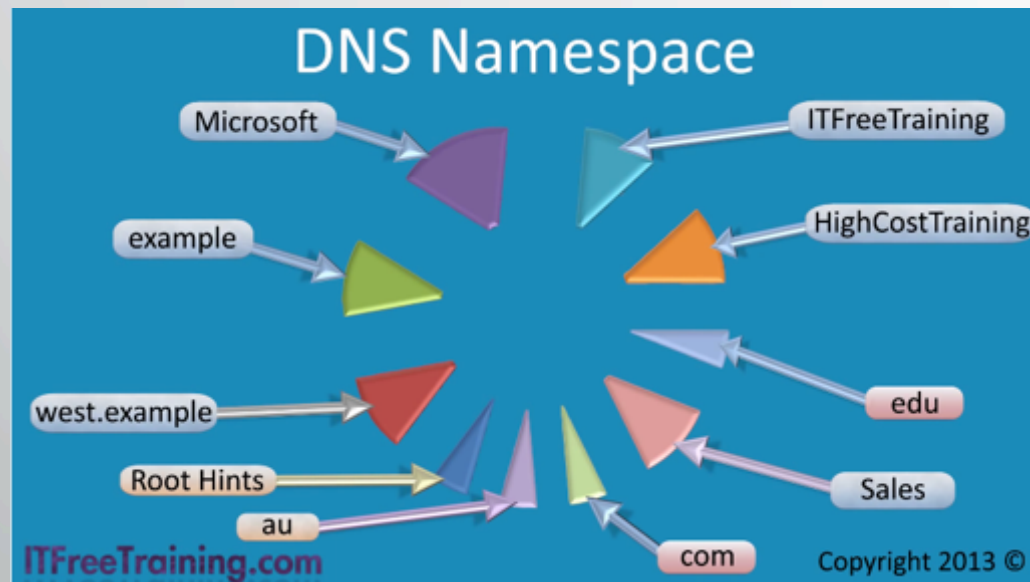 DNS Namespace
Microsoft
ITFreeTraining
example
HighCostTraining
west.example
edu
Root Hints
Sales
au
com
ITFreeTraining.com
Copyright 2013 ©